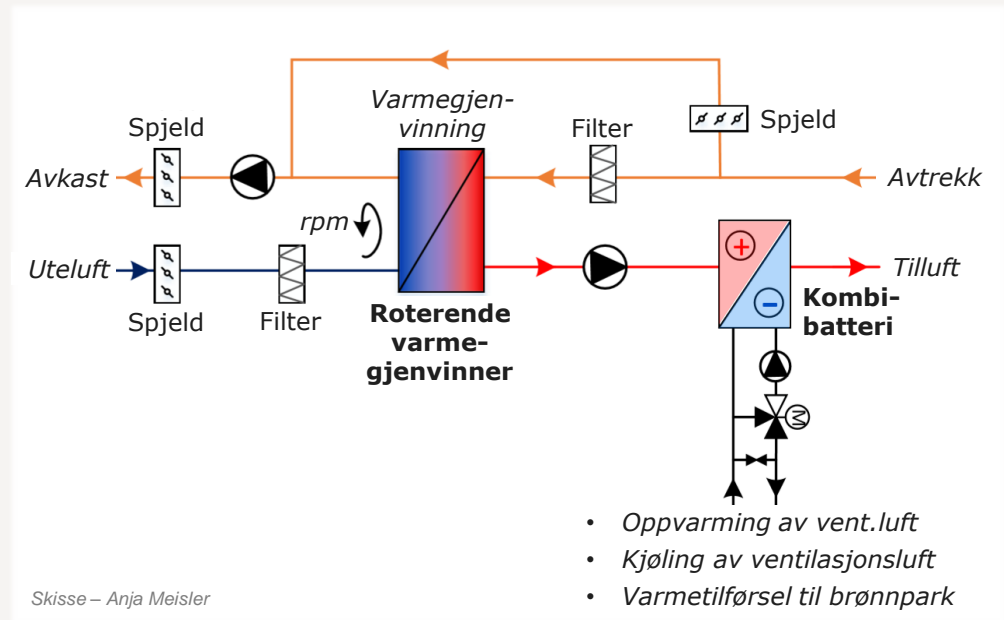 Varmegjen-
vinning
Spjeld
Filter
Spjeld
Avkast
Avtrekk
rpm
Uteluft
Tilluft
Spjeld
Filter
Roterende
varme-
gjenvinner
+
−
Kombi-
batteri
M
• Oppvarming av vent.luft
• Kjøling av ventilasjonsluft
• Varmetilførsel til brønnpark
Skisse – Anja Meisler